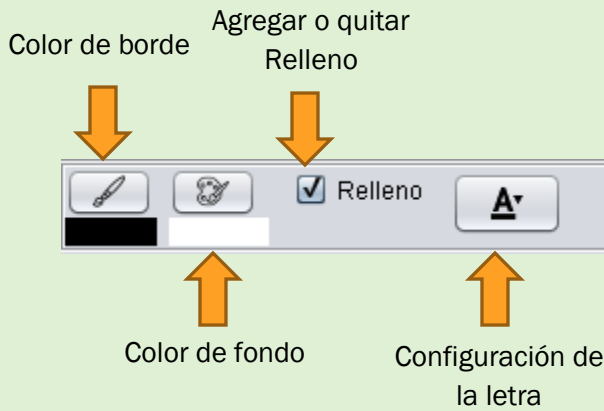 Color de borde
Agregar o quitar
Relleno
Relleno
A
Color de fondo
Configuración de
la letra